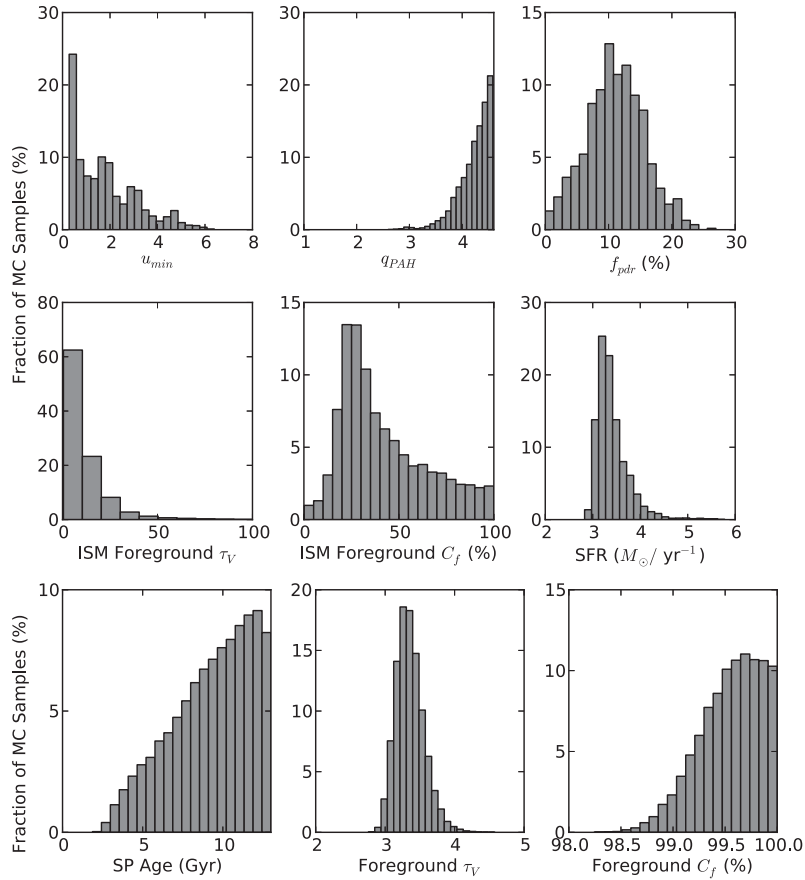 30
20
10
0
0 2 4 6 8
u_min
30
20
10
0
1 2 3 4
q_PAH
15
10
5
0
0 10 20 30
f_pdr (%)
Fraction of MC Samples (%)
80
60
40
20
0
0 50 100
ISM Foreground τ_V
15
10
5
0
0 50 100
ISM Foreground C_f (%)
30
20
10
0
2 3 4 5 6
SFR (M_⊙/ yr⁻¹)
Fraction of MC Samples (%)
10
5
0
0 5 10
SP Age (Gyr)
20
15
10
5
0
2 3 4 5
Foreground τ_V
15
10
5
0
98.0 98.5 99.0 99.5 100.0
Foreground C_f (%)